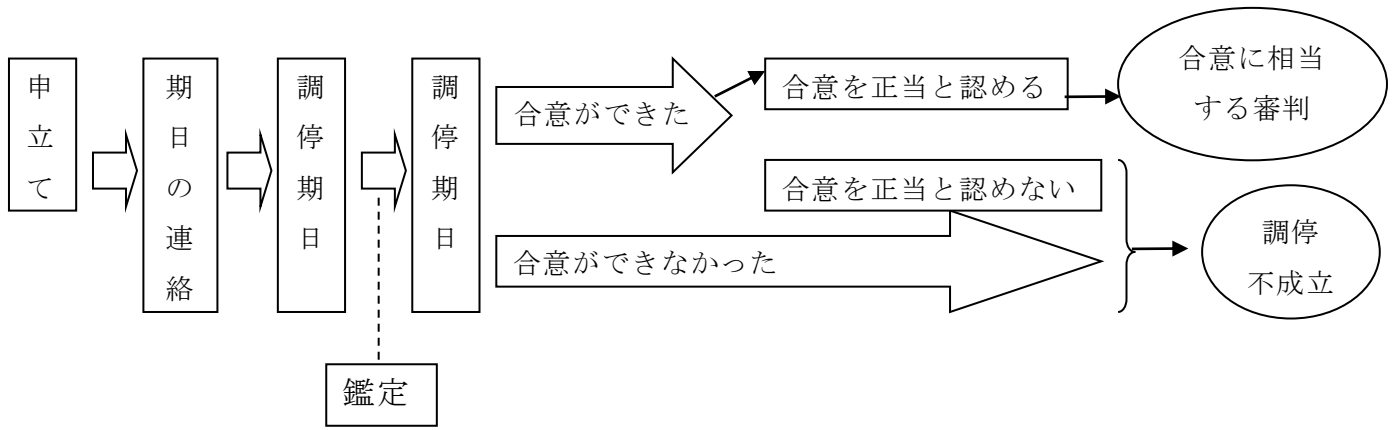 申立て
期日の連絡
調停期日
調停期日
鑑定
合意ができた
合意を正当と認める
合意に相当
する審判
合意を正当と認めない
合意ができなかった
調停
不成立